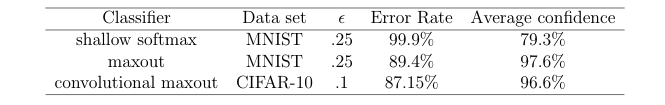 Classifier Data set ϵ Error Rate Average confidence
shallow softmax MNIST .25 99.9% 79.3%
maxout MNIST .25 89.4% 97.6%
convolutional maxout CIFAR-10 .1 87.15% 96.6%